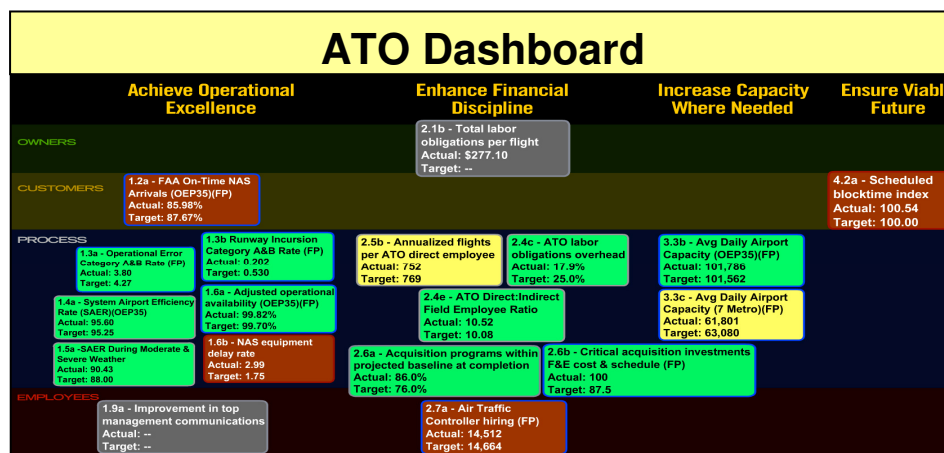 ATO Dashboard
Achieve Operational
Excellence
Enhance Financial
Discipline
Increase Capacity
Where Needed
Ensure Viabl
Future
OWNERS
2.1b - Total labor
obligations per flight
Actual: $277.10
Target: --
CUSTOMERS
1.2a - FAA On-Time NAS
Arrivals (OEP35)(FP)
Actual: 85.98%
Target: 87.67%
4.2a - Scheduled
blocktime index
Actual: 100.54
Target: 100.00
PROCESS
1.3a - Operational Error
Category A&B Rate (FP)
Actual: 3.80
Target: 4.27
1.3b Runway Incursion
Category A&B Rate (FP)
Actual: 0.202
Target: 0.530
2.5b - Annualized flights
per ATO direct employee
Actual: 752
Target: 769
2.4c - ATO labor
obligations overhead
Actual: 17.9%
Target: 25.0%
3.3b - Avg Daily Airport
Capacity (OEP35)(FP)
Actual: 101,786
Target: 101,562
1.4a - System Airport Efficiency
Rate (SAER)(OEP35)
Actual: 95.60
Target: 95.25
1.6a - Adjusted operational
availability (OEP35)(FP)
Actual: 99.82%
Target: 99.70%
2.4e - ATO Direct:Indirect
Field Employee Ratio
Actual: 10.52
Target: 10.08
3.3c - Avg Daily Airport
Capacity (7 Metro)(FP)
Actual: 61,801
Target: 63,080
1.5a -SAER During Moderate &
Severe Weather
Actual: 90.43
Target: 88.00
1.6b - NAS equipment
delay rate
Actual: 2.99
Target: 1.75
2.6a - Acquisition programs within
projected baseline at completion
Actual: 86.0%
Target: 76.0%
2.6b - Critical acquisition investments
F&E cost & schedule (FP)
Actual: 100
Target: 87.5
EMPLOYEES
1.9a - Improvement in top
management communications
Actual: --
Target: --
2.7a - Air Traffic
Controller hiring (FP)
Actual: 14,512
Target: 14,664